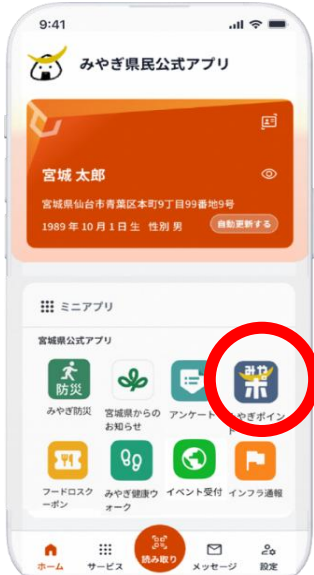 9:41
みやぎ県民公式アプリ
宮城 太郎
宮城県仙台市青葉区本町9丁目99番地9号
1989 年 10 月 1 日 生 性別 男
自動更新する
ミニアプリ
宮城県公式アプリ
防災
みや
ポ
みやぎ防災
宮城県からの
お知らせ
アンケート
みやぎポイン
ト
フードロスク
ーポン
みやぎ健康ウ
ォーク
イベント受付
インフラ通報
ホーム
サービス
読み取り
メッセージ
設定